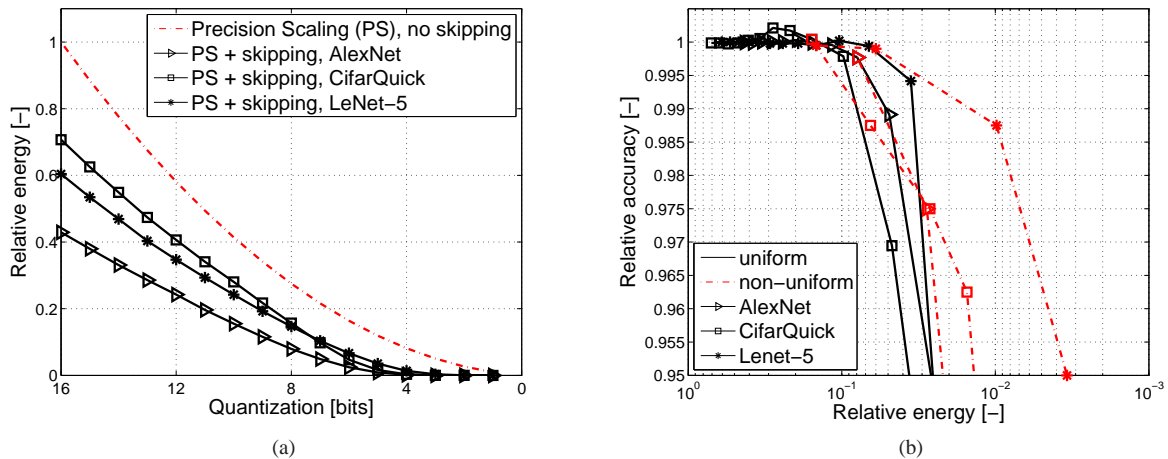 Precision Scaling (PS), no skipping
PS + skipping, AlexNet
PS + skipping, CifarQuick
PS + skipping, LeNet−5
1
0.8
0.6
0.4
0.2
0
Relative energy [-]
16
12
8
4
0
Quantization [bits]
(a)
1
0.995
0.99
0.985
0.98
0.975
0.97
0.965
0.96
0.955
0.95
Relative accuracy [-]
uniform
non−uniform
AlexNet
CifarQuick
Lenet−5
10^0
10^−1
10^−2
10^−3
Relative energy [-]
(b)